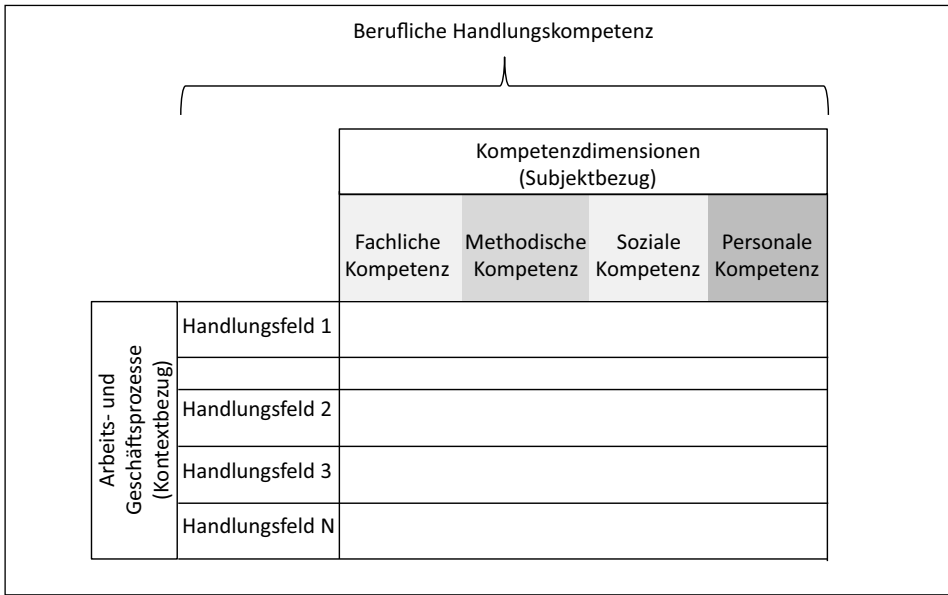 Berufliche Handlungskompetenz
Kompetenzdimensionen
(Subjektbezug)
Fachliche
Kompetenz
Methodische
Kompetenz
Soziale
Kompetenz
Personale
Kompetenz
Arbeits- und
Geschäftsprozesse
(Kontextbezug)
Handlungsfeld 1
Handlungsfeld 2
Handlungsfeld 3
Handlungsfeld N